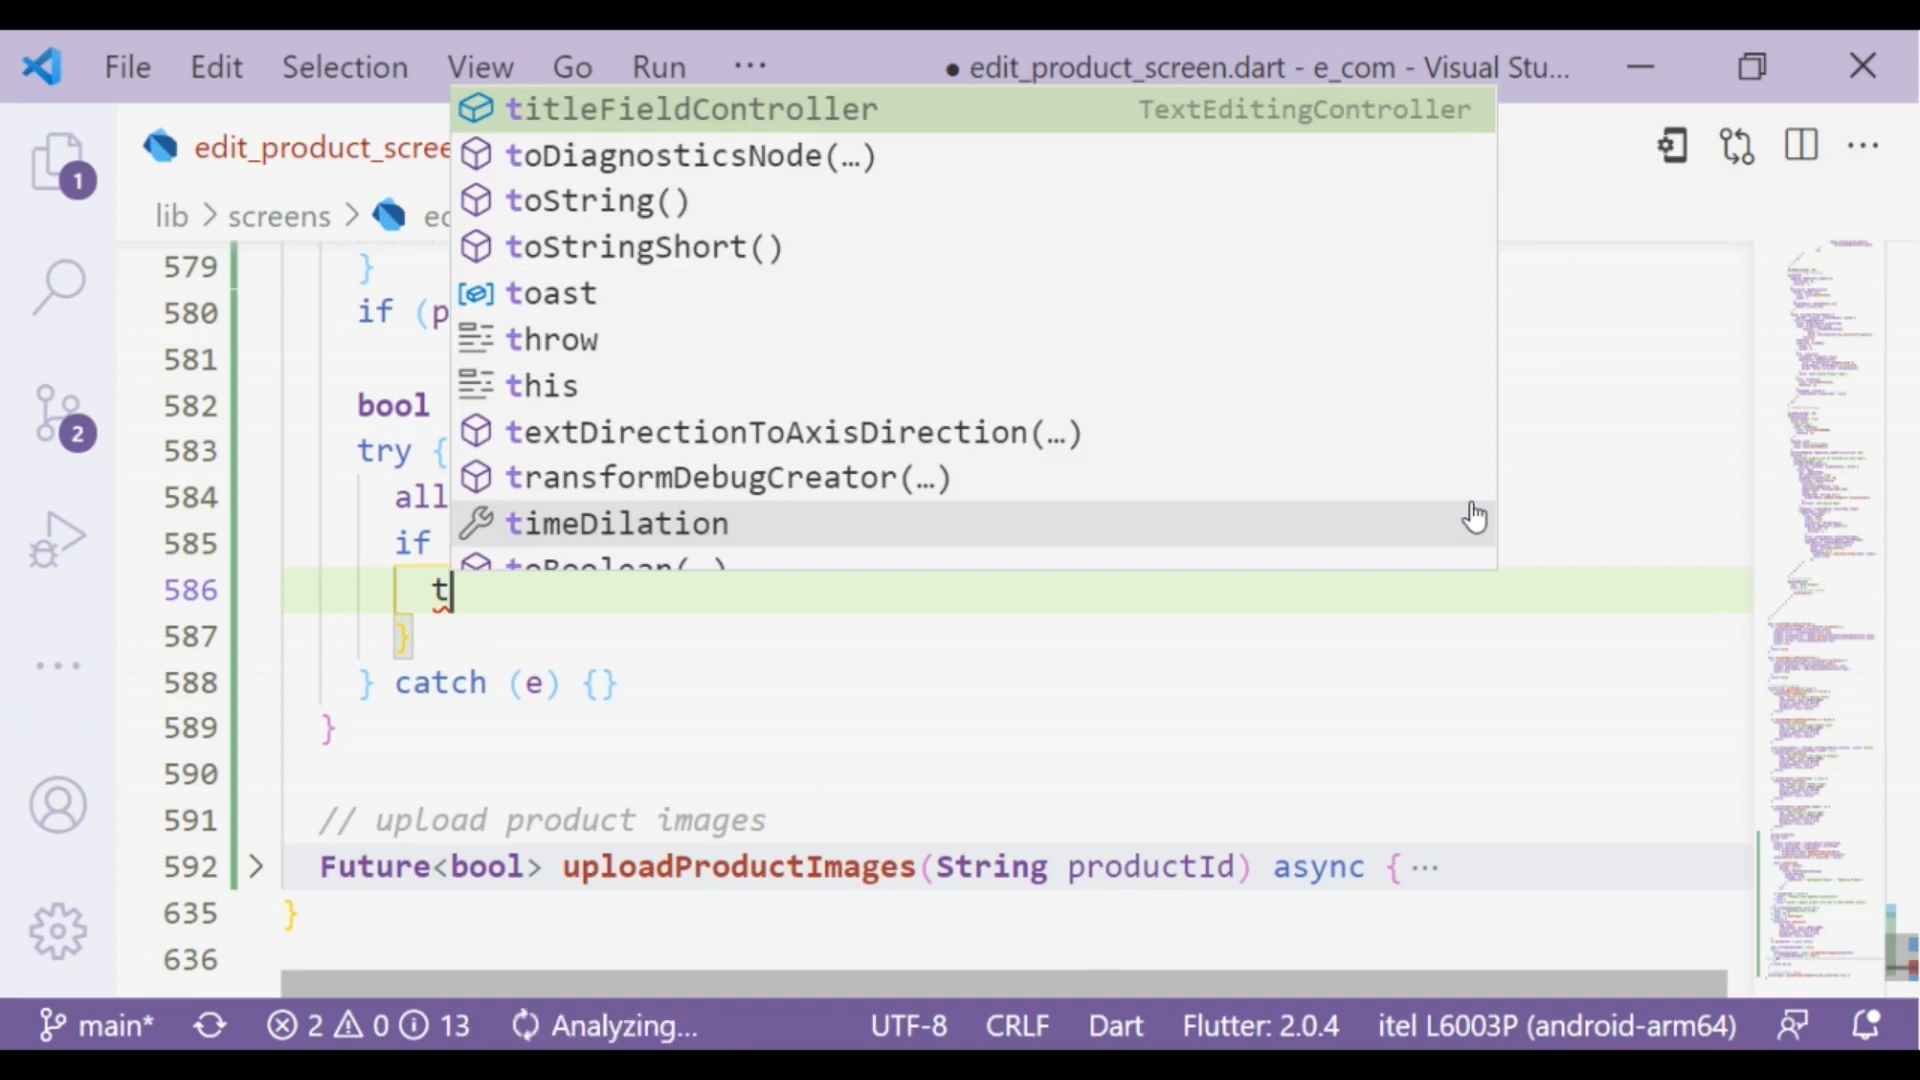 File Edit Selection View Go Run ··· ● edit_product_screen.dart - e_com - Visual Stu...
edit_product_scree
lib > screens >
titleFieldController TextEditingController
toDiagnosticsNode(…)
toString()
toStringShort()
toast
throw
this
textDirectionToAxisDirection(…)
transformDebugCreator(…)
timeDilation
toBoolean(…)
1
2
579 }
580 if (p
581
582 bool
583 try {
584 all
585 if
586 t
587 }
588 } catch (e) {}
589 }
590
591 // upload product images
592 > Future<bool> uploadProductImages(String productId) async { ···
635 }
636
main* 2 0 13 Analyzing... UTF-8 CRLF Dart Flutter: 2.0.4 itel L6003P (android-arm64)